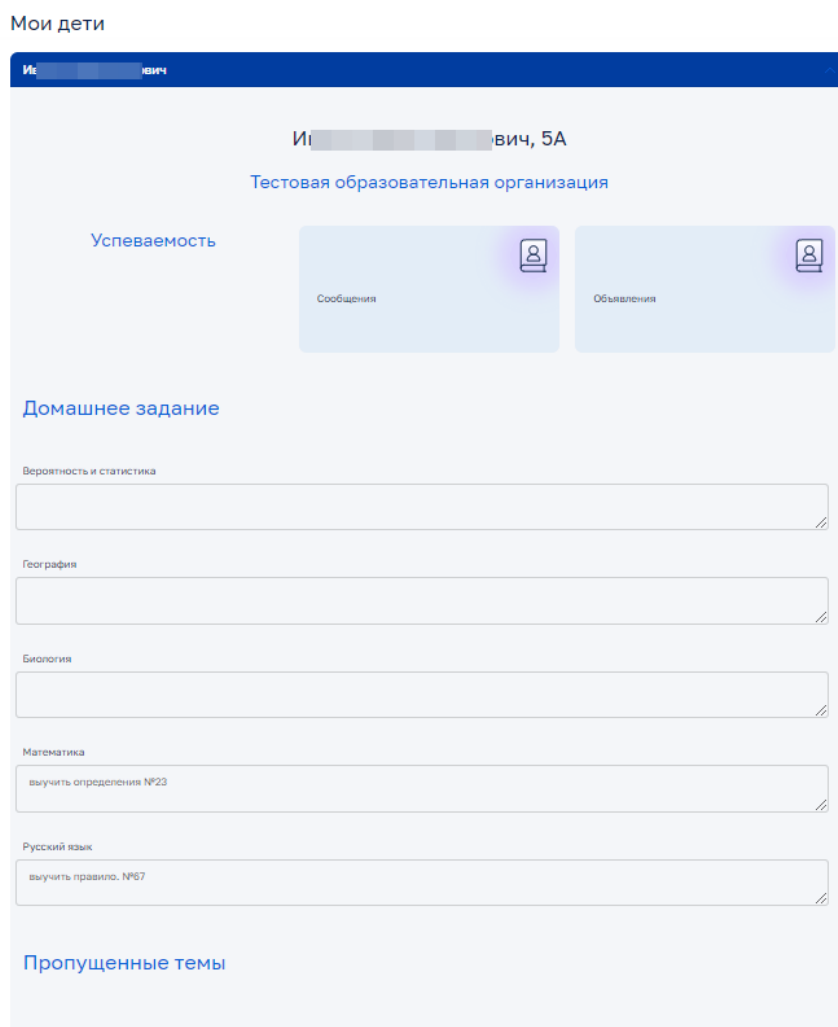 Мои дети
Успеваемость
Тестовая образовательная организация
5А
Сообщения
Объявления
Домашнее задание
Вероятность и статистика
География
Биология
Математика
выучить определения №23
Русский язык
выучить правило. №67
Пропущенные темы